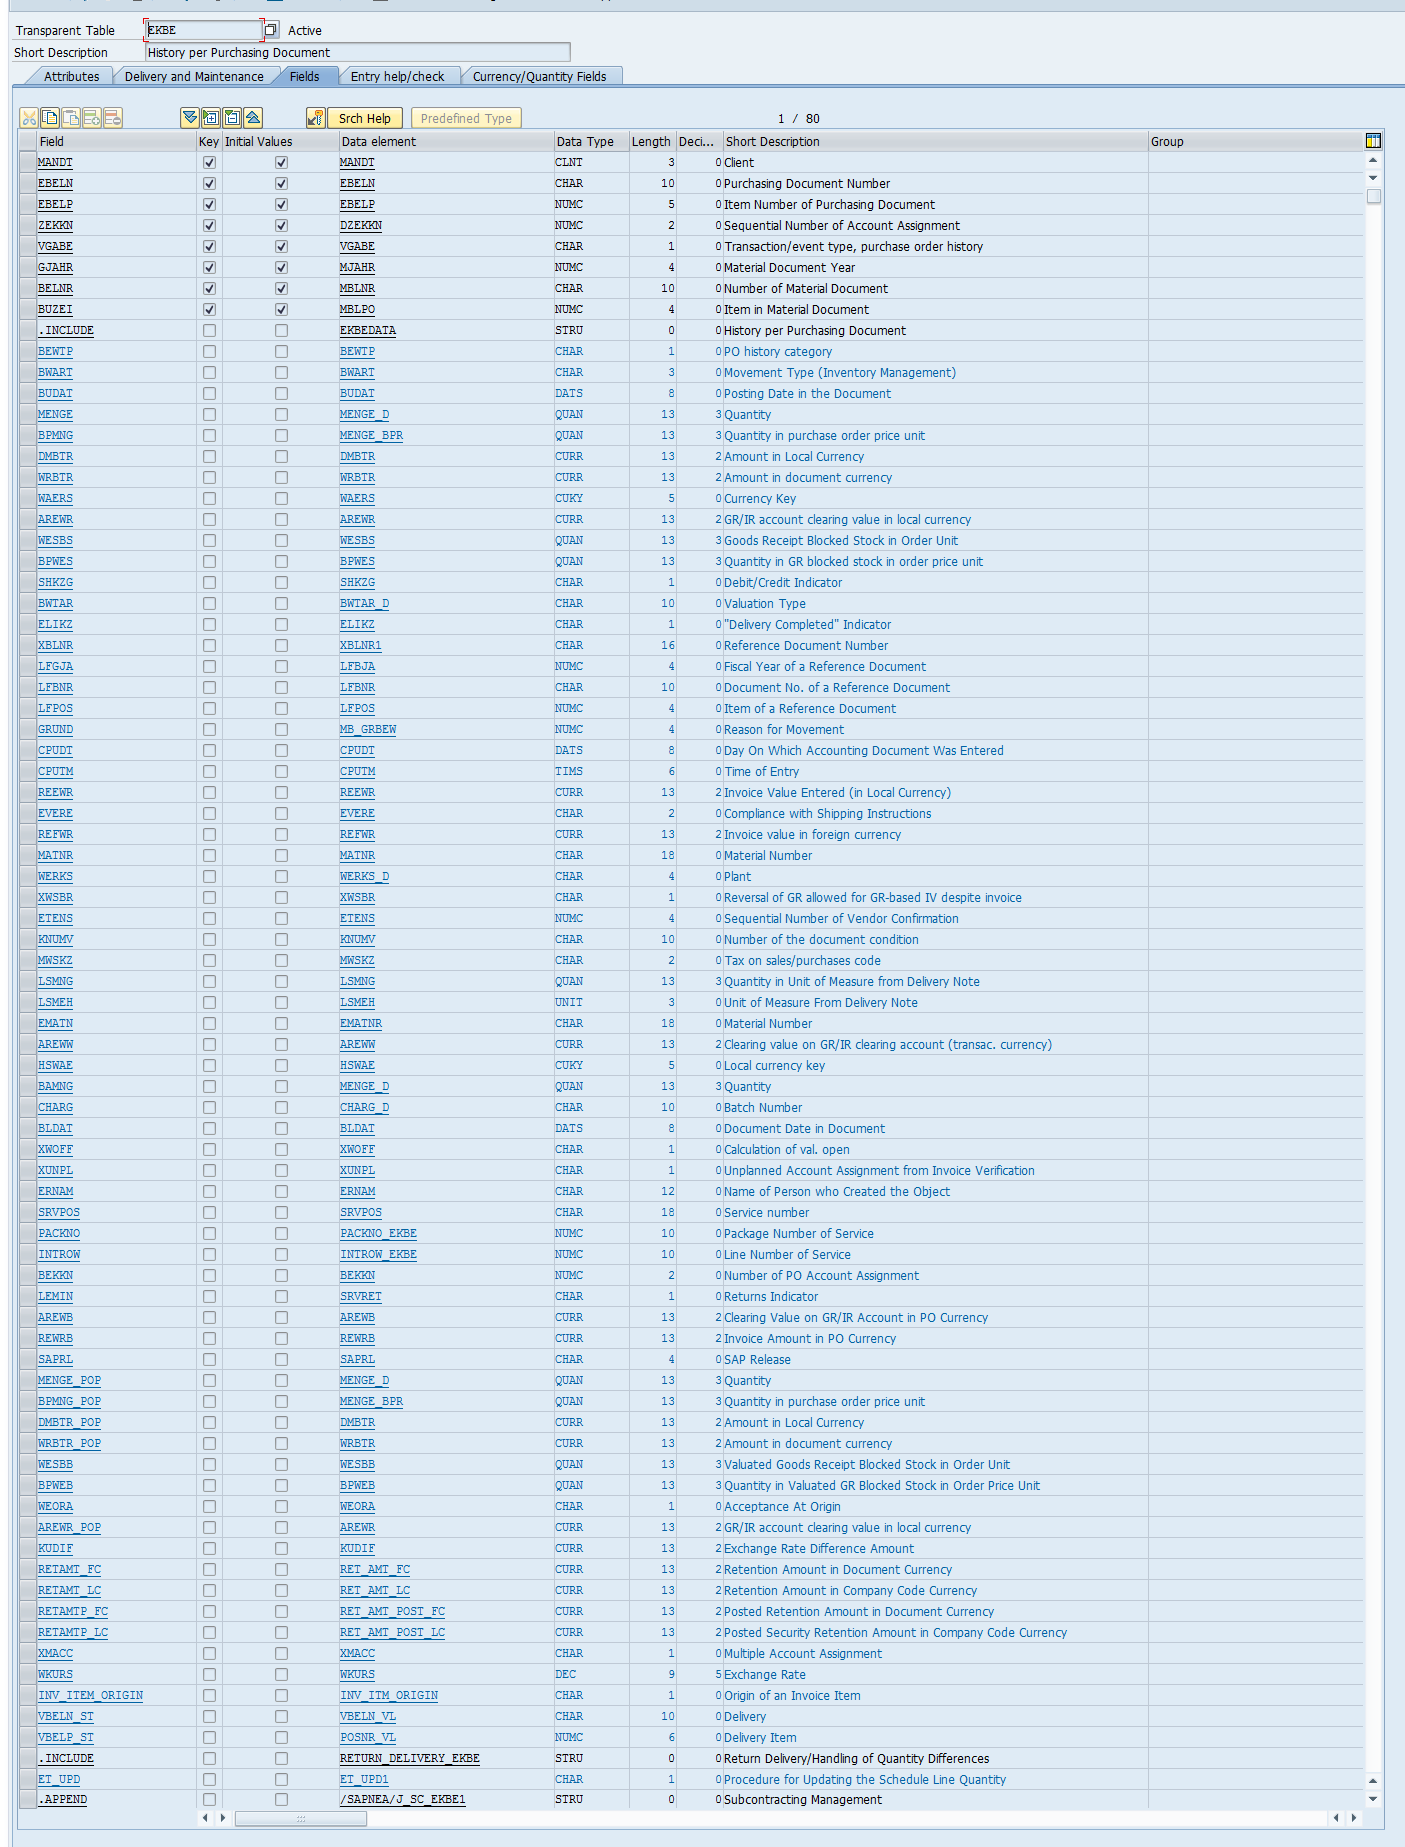 Transparent Table EKBE Active
Short Description History per Purchasing Document
Attributes Delivery and Maintenance Fields Entry help/check Currency/Quantity Fields
Srch Help Predefined Type 1 / 80
Field Key Initial Values Data element Data Type Length Deci... Short Description Group
MANDT MANDT CLNT 3 0 Client
EBELN EBELN CHAR 10 0 Purchasing Document Number
EBELP EBELP NUMC 5 0 Item Number of Purchasing Document
ZEKKN DZEKKN NUMC 2 0 Sequential Number of Account Assignment
VGABE VGABE CHAR 1 0 Transaction/event type, purchase order history
GJAHR MJAHR NUMC 4 0 Material Document Year
BELNR MBLNR CHAR 10 0 Number of Material Document
BUZEI MBLPO NUMC 4 0 Item in Material Document
.INCLUDE EKBEDATA STRU 0 0 History per Purchasing Document
BEWTP BEWTP CHAR 1 0 PO history category
BWART BWART CHAR 3 0 Movement Type (Inventory Management)
BUDAT BUDAT DATS 8 0 Posting Date in the Document
MENGE MENGE_D QUAN 13 3 Quantity
BPMNG MENGE_BPR QUAN 13 3 Quantity in purchase order price unit
DMBTR DMBTR CURR 13 2 Amount in Local Currency
WRBTR WRBTR CURR 13 2 Amount in document currency
WAERS WAERS CUKY 5 0 Currency Key
AREWR AREWR CURR 13 2 GR/IR account clearing value in local currency
WESBS WESBS QUAN 13 3 Goods Receipt Blocked Stock in Order Unit
BPWES BPWES QUAN 13 3 Quantity in GR blocked stock in order price unit
SHKZG SHKZG CHAR 1 0 Debit/Credit Indicator
BWTAR BWTAR_D CHAR 10 0 Valuation Type
ELIKZ ELIKZ CHAR 1 0 "Delivery Completed" Indicator
XBLNR XBLNR1 CHAR 16 0 Reference Document Number
LFGJA LFBJA NUMC 4 0 Fiscal Year of a Reference Document
LFBNR LFBNR CHAR 10 0 Document No. of a Reference Document
LFPOS LFPOS NUMC 4 0 Item of a Reference Document
GRUND MB_GRBEW NUMC 4 0 Reason for Movement
CPUDT CPUDT DATS 8 0 Day On Which Accounting Document Was Entered
CPUTM CPUTM TIMS 6 0 Time of Entry
REEWR REEWR CURR 13 2 Invoice Value Entered (in Local Currency)
EVERE EVERE CHAR 2 0 Compliance with Shipping Instructions
REFWR REFWR CURR 13 2 Invoice value in foreign currency
MATNR MATNR CHAR 18 0 Material Number
WERKS WERKS_D CHAR 4 0 Plant
XWSBR XWSBR CHAR 1 0 Reversal of GR allowed for GR-based IV despite invoice
ETENS ETENS NUMC 4 0 Sequential Number of Vendor Confirmation
KNUMV KNUMV CHAR 10 0 Number of the document condition
MWSKZ MWSKZ CHAR 2 0 Tax on sales/purchases code
LSMNG LSMNG QUAN 13 3 Quantity in Unit of Measure from Delivery Note
LSMEH LSMEH UNIT 3 0 Unit of Measure From Delivery Note
EMATN EMATNR CHAR 18 0 Material Number
AREWW AREWW CURR 13 2 Clearing value on GR/IR clearing account (transac. currency)
HSWAE HSWAE CUKY 5 0 Local currency key
BAMNG MENGE_D QUAN 13 3 Quantity
CHARG CHARG_D CHAR 10 0 Batch Number
BLDAT BLDAT DATS 8 0 Document Date in Document
XWOFF XWOFF CHAR 1 0 Calculation of val. open
XUNPL XUNPL CHAR 1 0 Unplanned Account Assignment from Invoice Verification
ERNAM ERNAM CHAR 12 0 Name of Person who Created the Object
SRVPOS SRVPOS CHAR 18 0 Service number
PACKNO PACKNO_EKBE NUMC 10 0 Package Number of Service
INTROW INTROW_EKBE NUMC 10 0 Line Number of Service
BEKKN BEKKN NUMC 2 0 Number of PO Account Assignment
LEMIN SRVRET CHAR 1 0 Returns Indicator
AREWB AREWB CURR 13 2 Clearing Value on GR/IR Account in PO Currency
REWRB REWRB CURR 13 2 Invoice Amount in PO Currency
SAPRL SAPRL CHAR 4 0 SAP Release
MENGE_POP MENGE_D QUAN 13 3 Quantity
BPMNG_POP MENGE_BPR QUAN 13 3 Quantity in purchase order price unit
DMBTR_POP DMBTR CURR 13 2 Amount in Local Currency
WRBTR_POP WRBTR CURR 13 2 Amount in document currency
WESBB WESBB QUAN 13 3 Valuated Goods Receipt Blocked Stock in Order Unit
BPWEB BPWEB QUAN 13 3 Quantity in Valuated GR Blocked Stock in Order Price Unit
WEORA WEORA CHAR 1 0 Acceptance At Origin
AREWR_POP AREWR CURR 13 2 GR/IR account clearing value in local currency
KUDIF KUDIF CURR 13 2 Exchange Rate Difference Amount
RETAMT_FC RET_AMT_FC CURR 13 2 Retention Amount in Document Currency
RETAMT_LC RET_AMT_LC CURR 13 2 Retention Amount in Company Code Currency
RETAMTP_FC RET_AMT_POST_FC CURR 13 2 Posted Retention Amount in Document Currency
RETAMTP_LC RET_AMT_POST_LC CURR 13 2 Posted Security Retention Amount in Company Code Currency
XMACC XMACC CHAR 1 0 Multiple Account Assignment
WKURS WKURS DEC 9 5 Exchange Rate
INV_ITEM_ORIGIN INV_ITM_ORIGIN CHAR 1 0 Origin of an Invoice Item
VBELN_ST VBELN_VL CHAR 10 0 Delivery
VBELP_ST POSNR_VL NUMC 6 0 Delivery Item
.INCLUDE RETURN_DELIVERY_EKBE STRU 0 0 Return Delivery/Handling of Quantity Differences
ET_UPD ET_UPD1 CHAR 1 0 Procedure for Updating the Schedule Line Quantity
.APPEND /SAPNEA/J_SC_EKBE1 STRU 0 0 Subcontracting Management